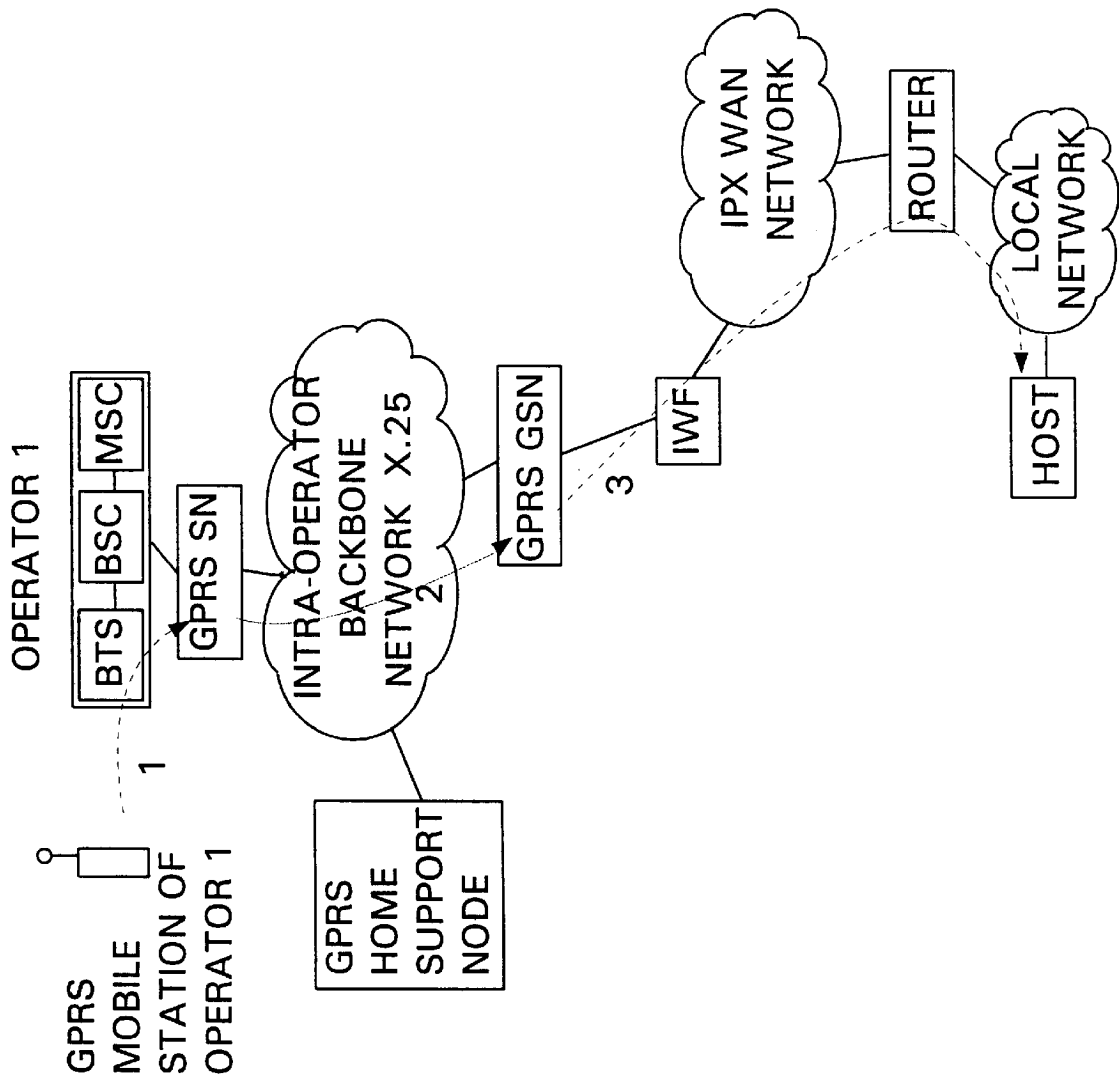 OPERATOR 1
BTS
BSC
MSC
GPRS
MOBILE
STATION OF
OPERATOR 1
1
GPRS SN
INTRA-OPERATOR
BACKBONE
NETWORK X.25
2
GPRS
HOME
SUPPORT
NODE
GPRS GSN
3
IWF
IPX WAN
NETWORK
ROUTER
LOCAL
NETWORK
HOST